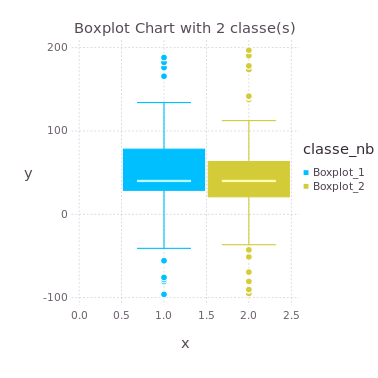 Boxplot Chart with 2 classe(s)
200
100
0
-100
y
0.0 0.5 1.0 1.5 2.0 2.5
x
classe_nb
Boxplot_1
Boxplot_2